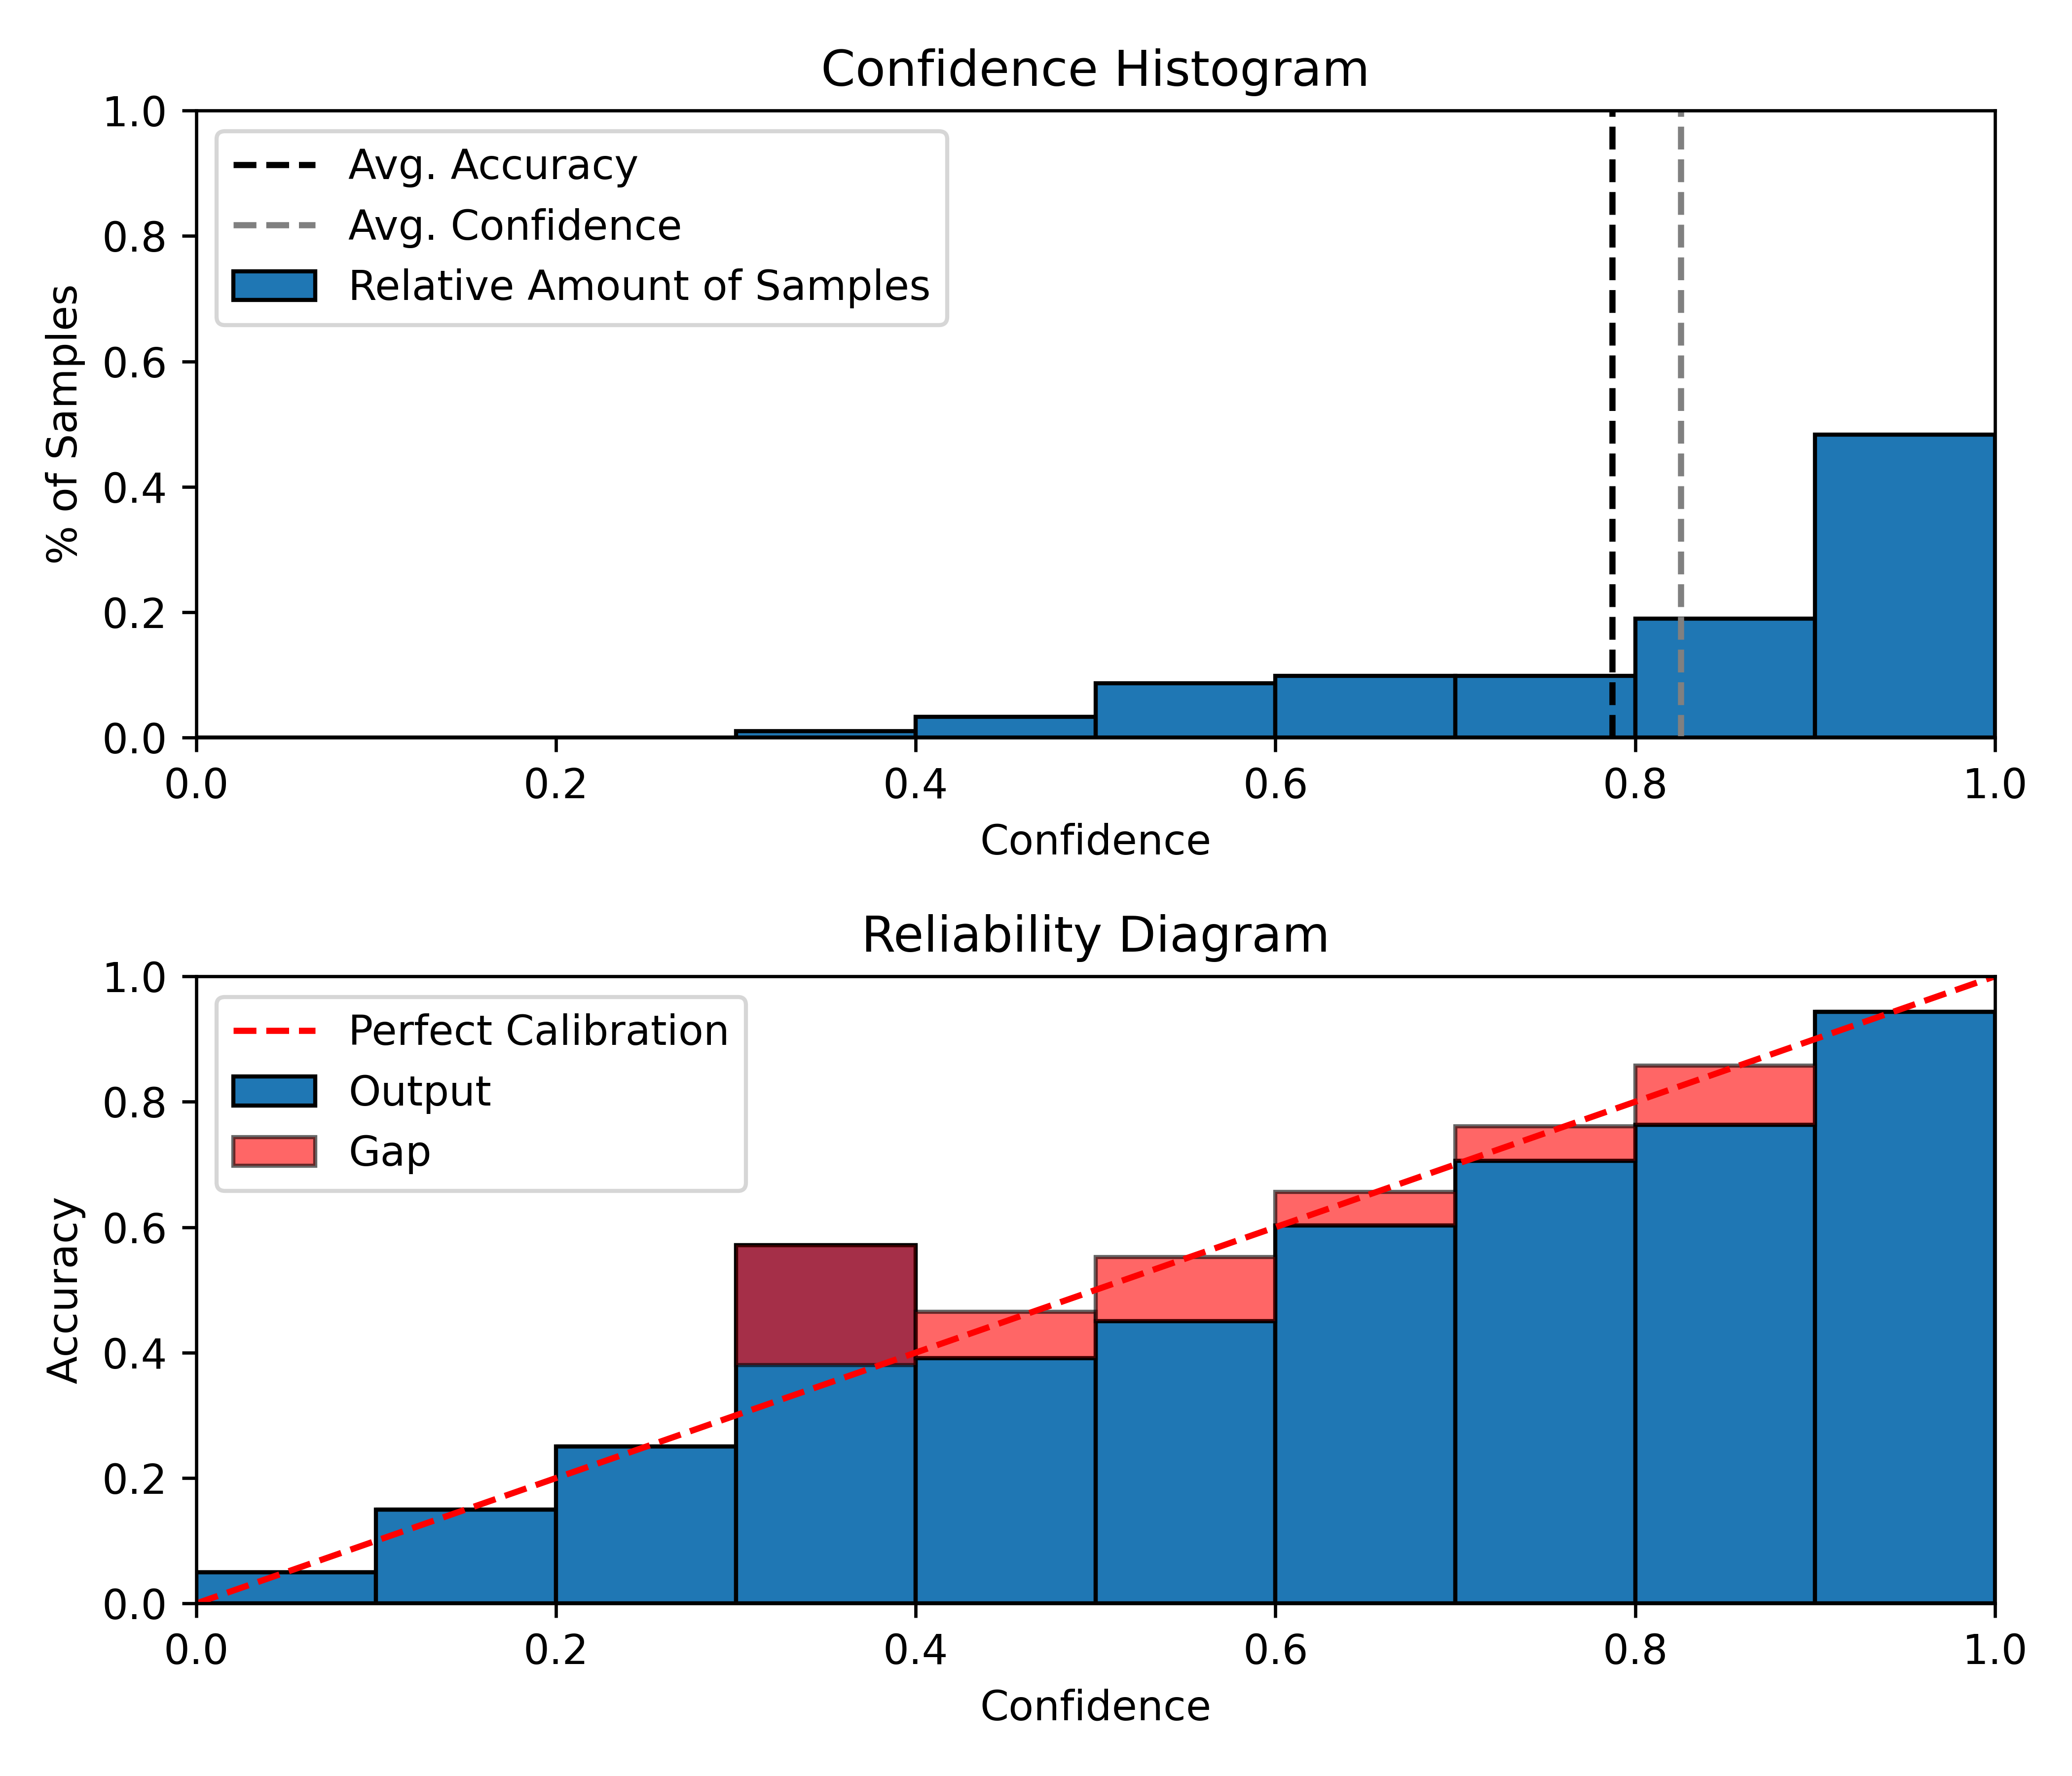 Confidence Histogram
1.0
0.8
0.6
0.4
0.2
0.0
% of Samples
Avg. Accuracy
Avg. Confidence
Relative Amount of Samples
0.0 0.2 0.4 0.6 0.8 1.0
Confidence
Reliability Diagram
1.0
0.8
0.6
0.4
0.2
0.0
Accuracy
Perfect Calibration
Output
Gap
0.0 0.2 0.4 0.6 0.8 1.0
Confidence